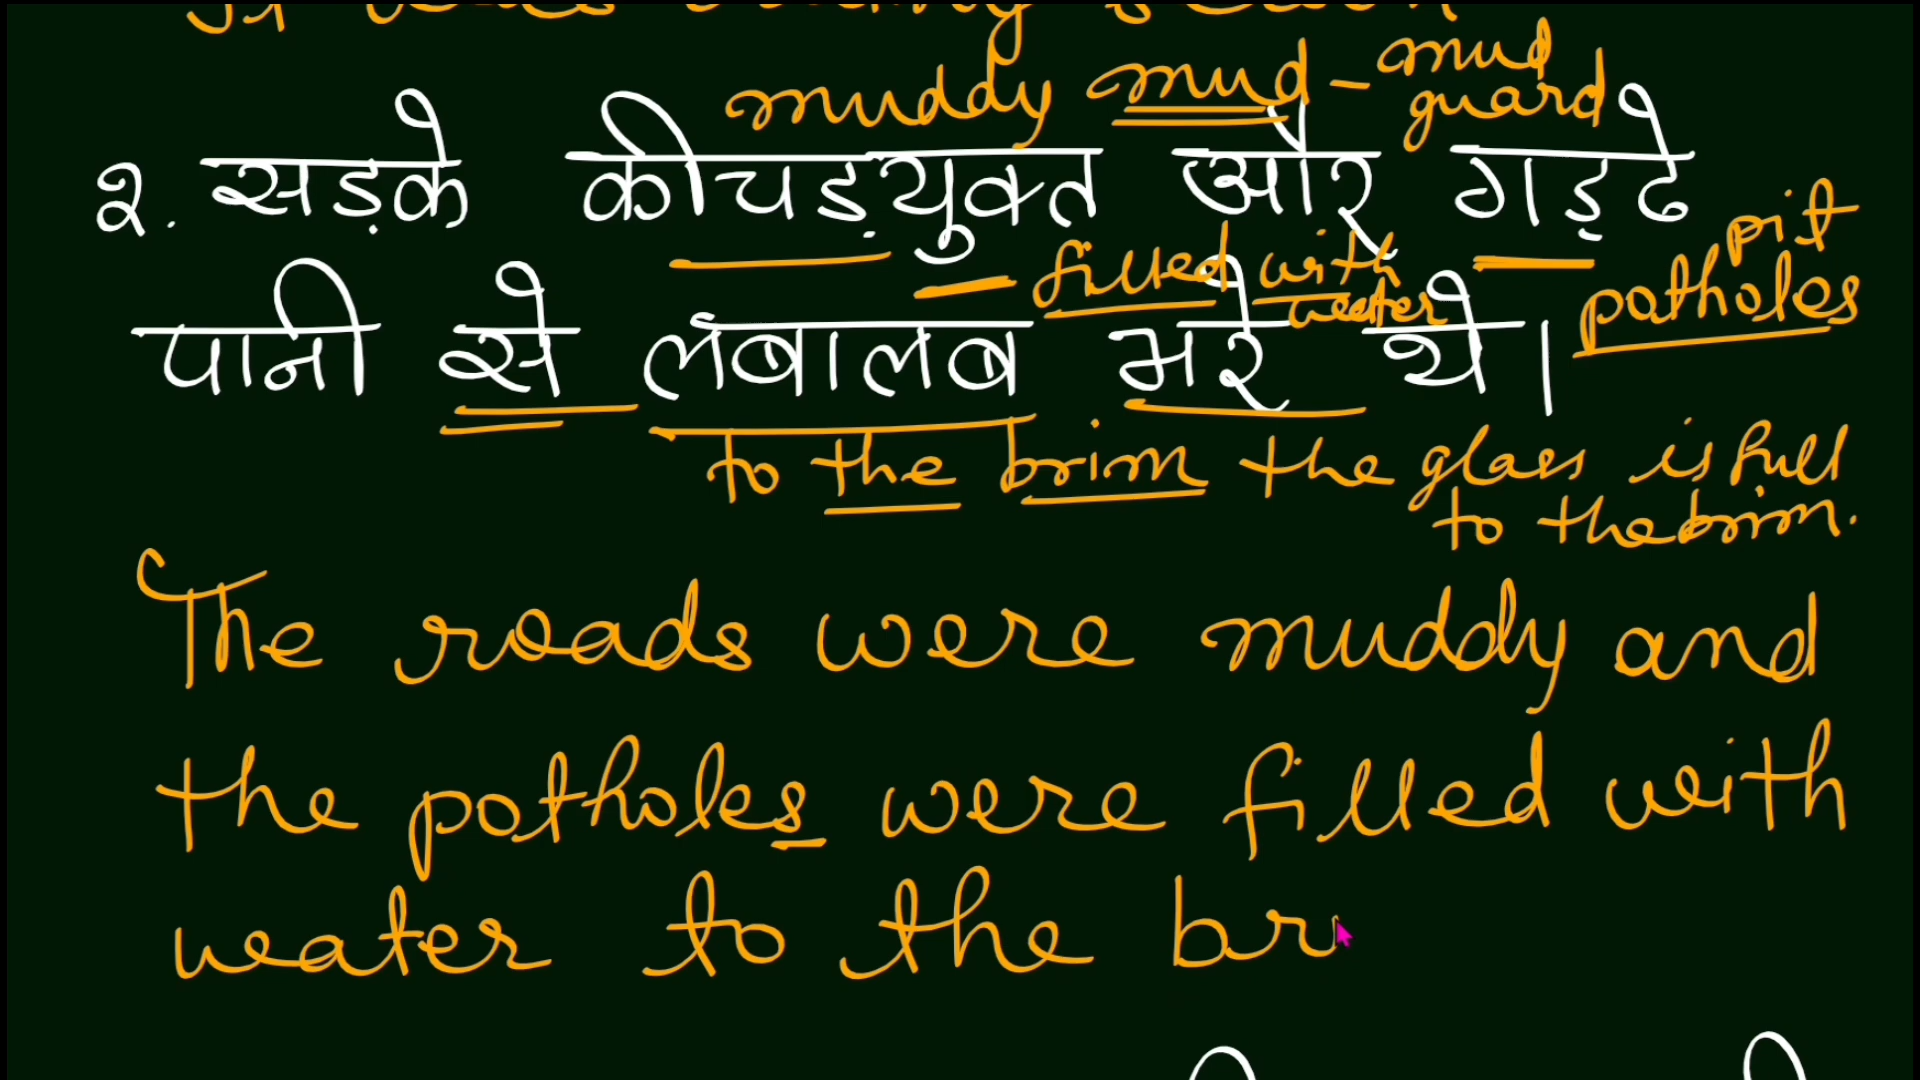 muddy mud - mud
guard
२. सड़के कीचड़युक्त और गड्ढे
filled with water
pit
potholes
पानी से लबालब भरे थे।
to the brim the glass is full
to the brim.
The roads were muddy and
the potholes were filled with
water to the br